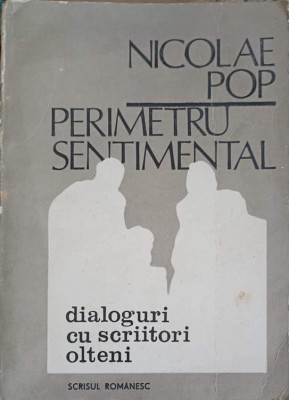 NICOLAE
POP
PERIMETRU
SENTIMENTAL
dialoguri
cu scriitori
olteni
SCRISUL ROMÂNESC